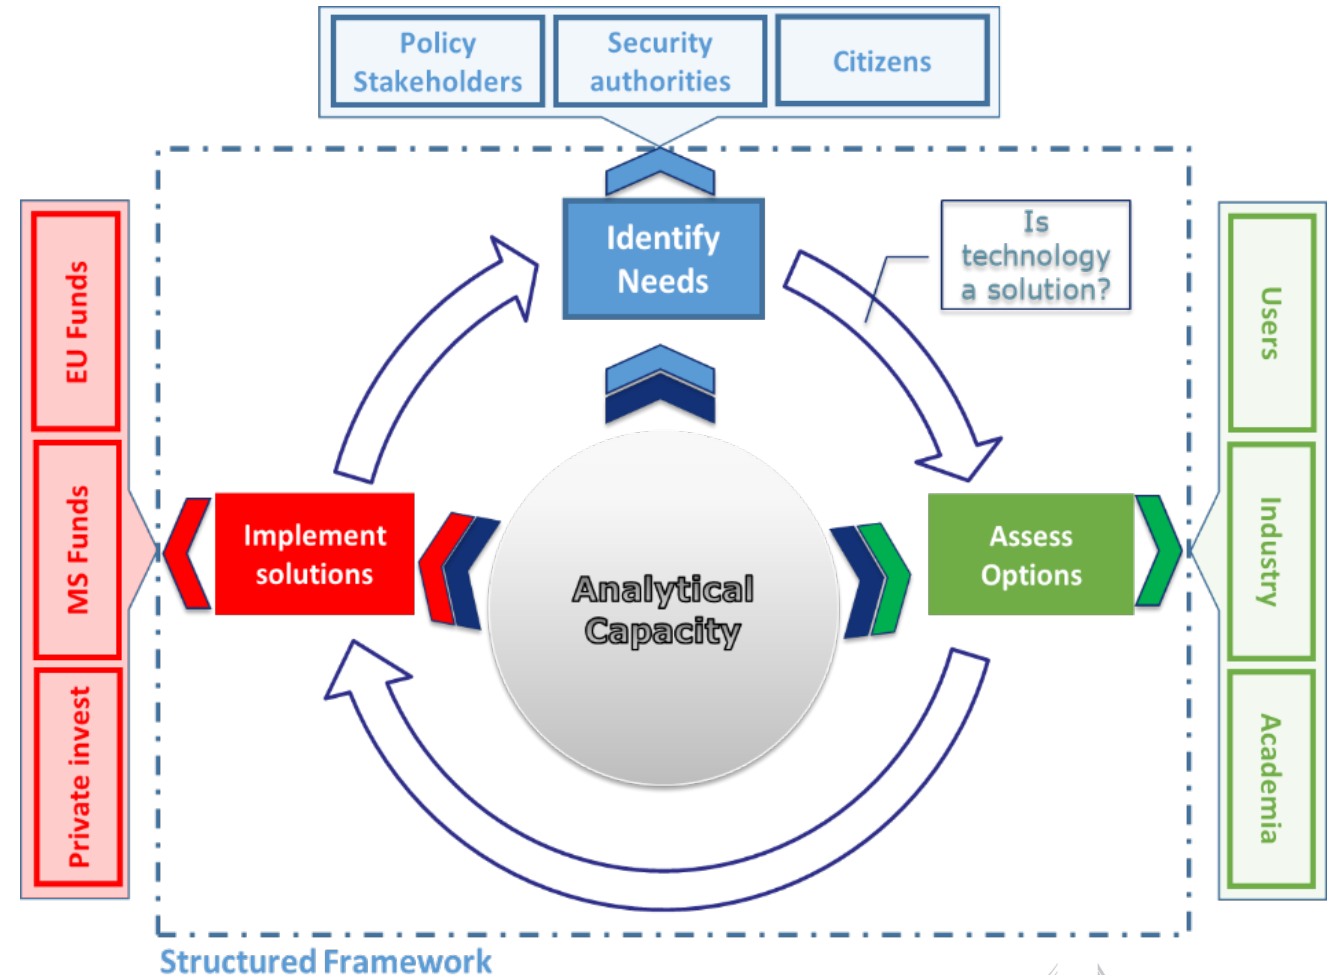 Policy
Stakeholders
Security
authorities
Citizens
Identify
Needs
Is
technology
a solution?
EU Funds
MS Funds
Private invest
Implement
solutions
Analytical
Capacity
Assess
Options
Users
Industry
Academia
Structured Framework